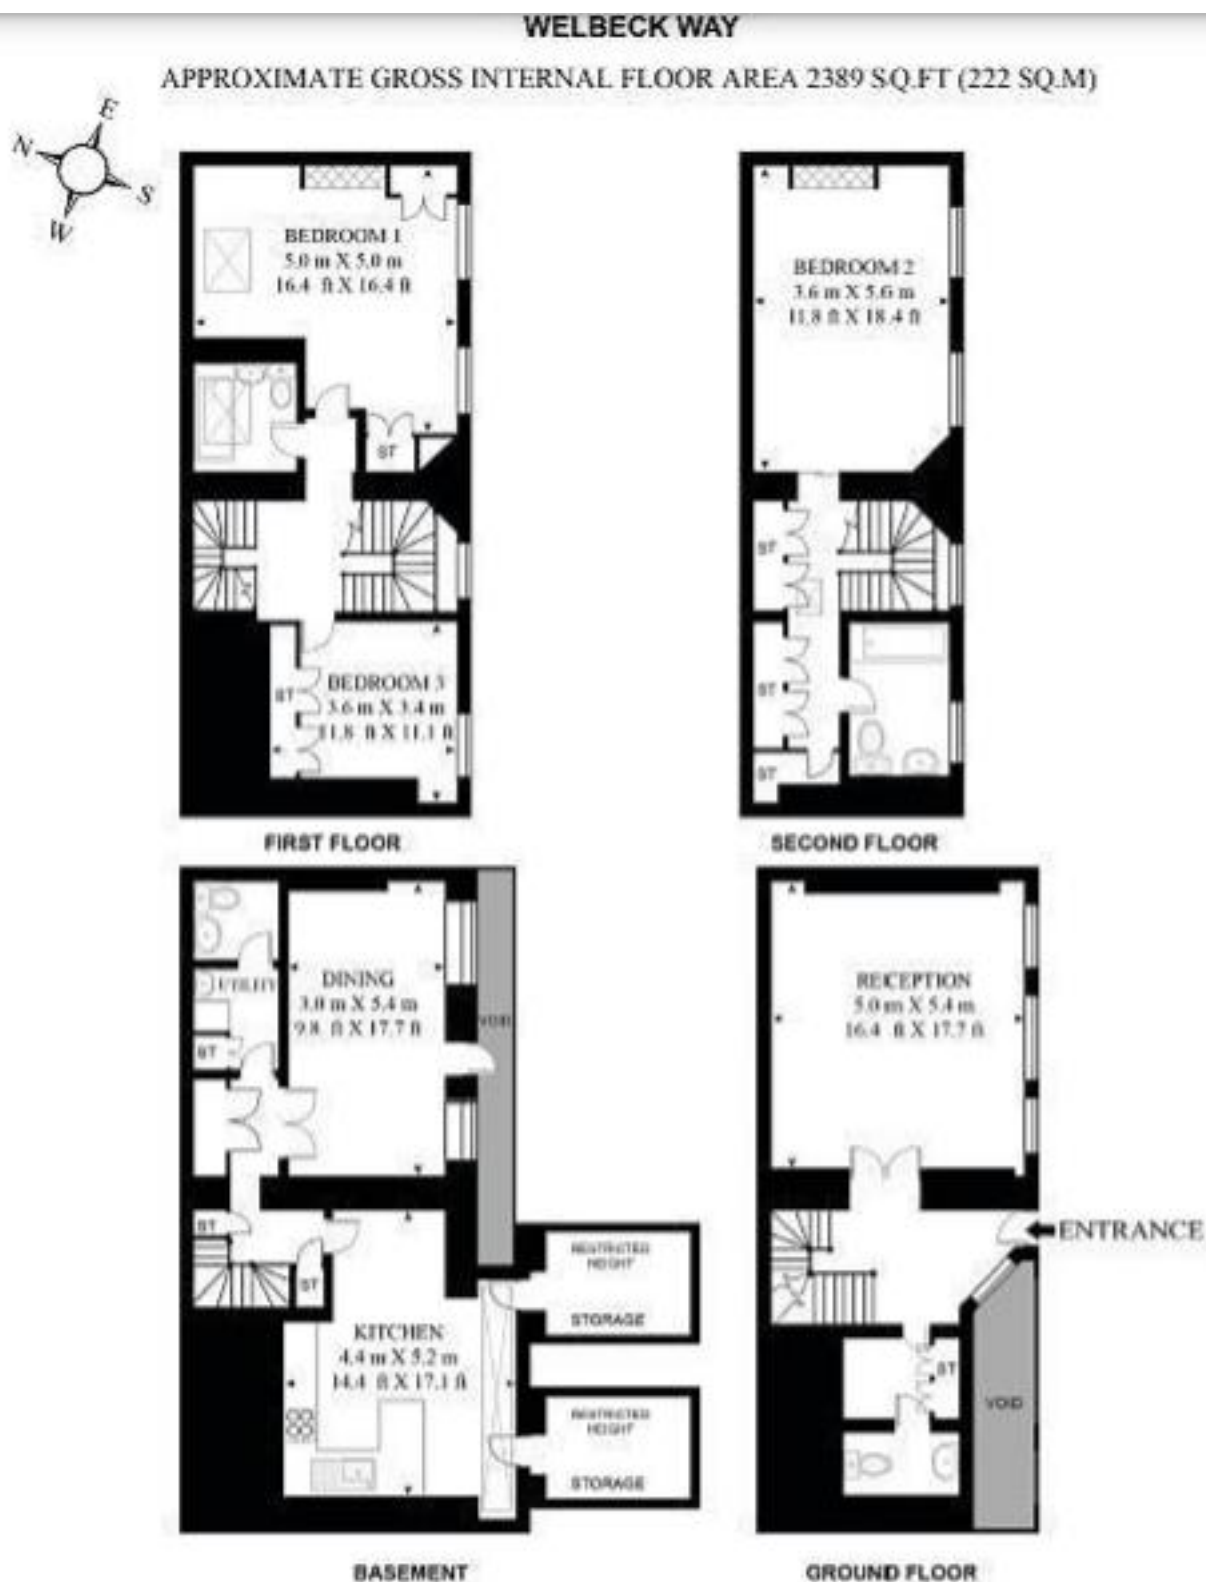 WELBECK WAY
APPROXIMATE GROSS INTERNAL FLOOR AREA 2389 SQ.FT (222 SQ.M)
E
N
S
W
BEDROOM 1
5.0 m X 5.0 m
16.4 ft X 16.4 ft
ST
ST
BEDROOM 3
3.6 m X 3.4 m
11.8 ft X 11.1 ft
FIRST FLOOR
BEDROOM 2
3.6 m X 5.6 m
11.8 ft X 18.4 ft
ST
ST
ST
SECOND FLOOR
UTILITY
DINING
3.0 m X 5.4 m
9.8 ft X 17.7 ft
VOID
ST
ST
ST
KITCHEN
4.4 m X 5.2 m
14.4 ft X 17.1 ft
RESTRICTED
HEIGHT
STORAGE
RESTRICTED
HEIGHT
STORAGE
BASEMENT
RECEPTION
5.0 m X 5.4 m
16.4 ft X 17.7 ft
ENTRANCE
ST
VOID
GROUND FLOOR